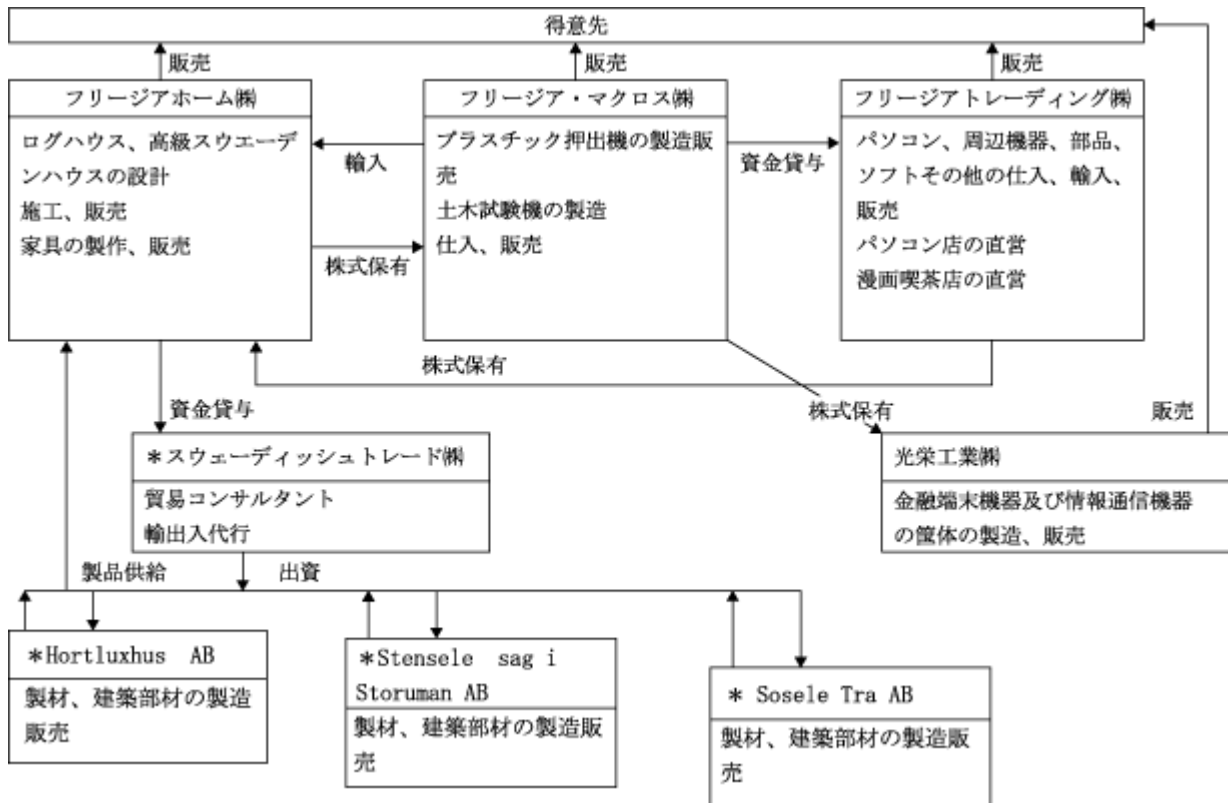 得意先
販売
販売
販売
フリージアホーム㈱
ログハウス、高級スウエーデ
ンハウスの設計
施工、販売
家具の製作、販売
輸入
株式保有
フリージア・マクロス㈱
プラスチック押出機の製造販
売
土木試験機の製造
仕入、販売
資金貸与
フリージアトレーディング㈱
パソコン、周辺機器、部品、
ソフトその他の仕入、輸入、
販売
パソコン店の直営
漫画喫茶店の直営
株式保有
資金貸与
株式保有
販売
*スウェーディッシュトレード㈱
貿易コンサルタント
輸出入代行
光栄工業㈱
金融端末機器及び情報通信機器
の筐体の製造、販売
製品供給
出資
*Hortluxhus AB
製材、建築部材の製造
販売
*Stensele sag i
Storuman AB
製材、建築部材の製造販
売
* Sosele Tra AB
製材、建築部材の製造販
売